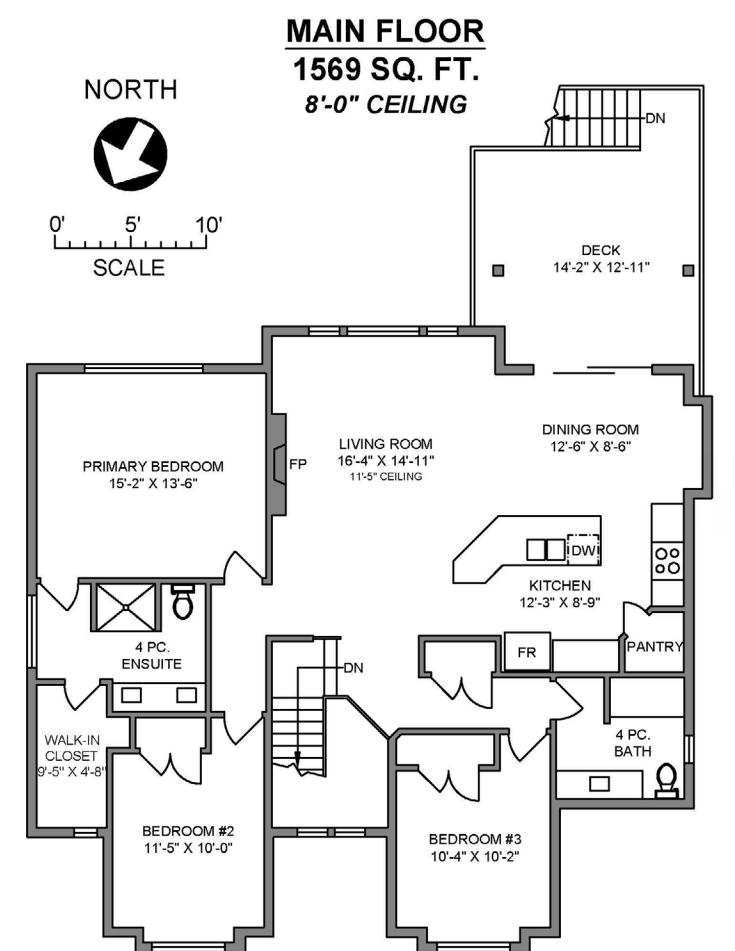 MAIN FLOOR
1569 SQ. FT.
8'-0" CEILING
NORTH
0' 5' 10'
SCALE
DN
DECK
14'-2" X 12'-11"
LIVING ROOM
16'-4" X 14'-11"
11'-5" CEILING
DINING ROOM
12'-6" X 8'-6"
PRIMARY BEDROOM
15'-2" X 13'-6"
FP
DW
KITCHEN
12'-3" X 8'-9"
4 PC.
ENSUITE
FR
PANTRY
DN
WALK-IN
CLOSET
9'-5" X 4'-8"
4 PC.
BATH
BEDROOM #2
11'-5" X 10'-0"
BEDROOM #3
10'-4" X 10'-2"